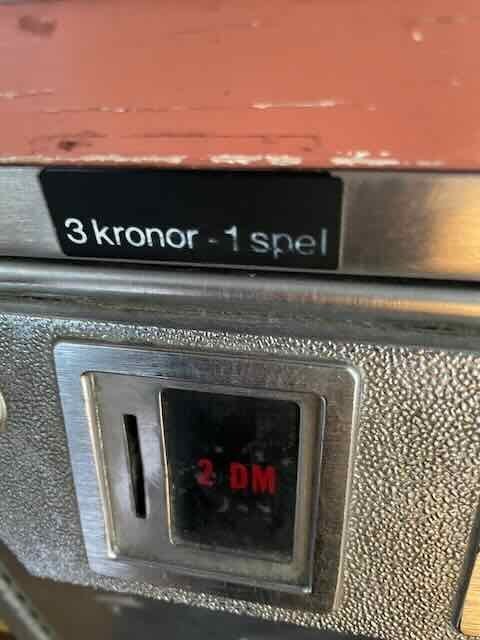 3 kronor - 1 spel
2 DM